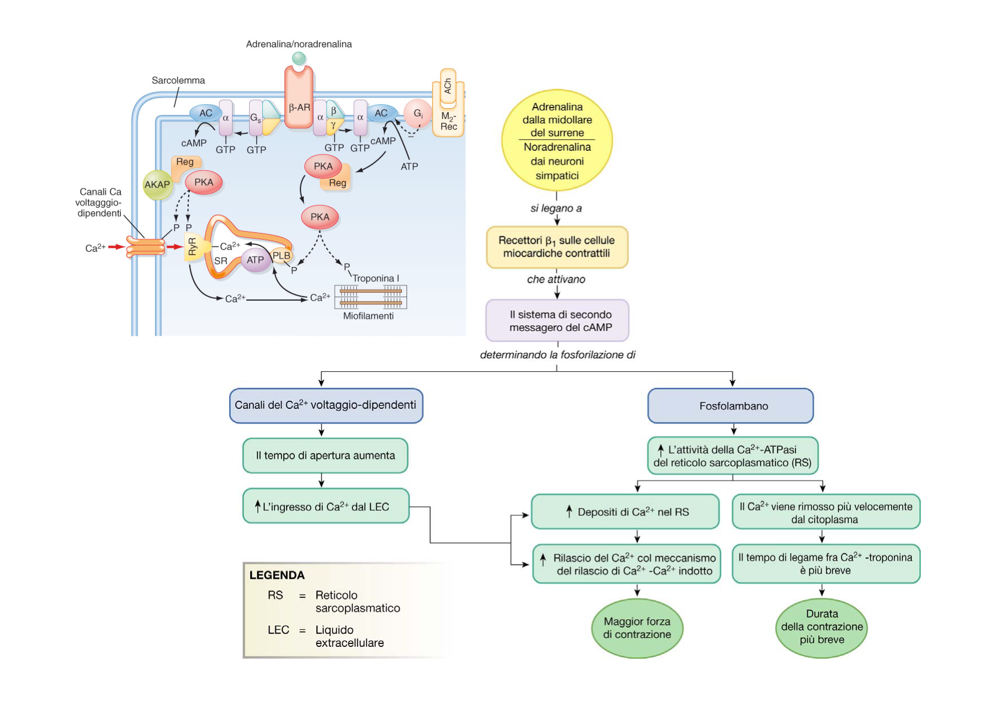 Adrenalina/noradrenalina
Sarcolemma
ACh
AC
α
Gs
β-AR
α
β
γ
α
AC
Gi
M2-
Rec
cAMP
GTP
GTP
GTP
GTP
cAMP
ATP
–
Reg
AKAP
PKA
PKA
Reg
Canali Ca
voltagggio-
dipendenti
P
P
PKA
Ca2+
RyR
Ca2+
SR
ATP
PLB
P
P
Troponina I
Ca2+
Ca2+
Miofilamenti
Adrenalina
dalla midollare
del surrene
Noradrenalina
dai neuroni
simpatici
si legano a
Recettori β1 sulle cellule
miocardiche contrattili
che attivano
Il sistema di secondo
messagero del cAMP
determinando la fosforilazione di
Canali del Ca2+ voltaggio-dipendenti
Il tempo di apertura aumenta
↑ L'ingresso di Ca2+ dal LEC
Fosfolambano
↑ L'attività della Ca2+-ATPasi
del reticolo sarcoplasmatico (RS)
↑ Depositi di Ca2+ nel RS
↑ Rilascio del Ca2+ col meccanismo
del rilascio di Ca2+ -Ca2+ indotto
Maggior forza
di contrazione
Il Ca2+ viene rimosso più velocemente
dal citoplasma
Il tempo di legame fra Ca2+ -troponina
è più breve
Durata
della contrazione
più breve
LEGENDA
RS = Reticolo
sarcoplasmatico
LEC = Liquido
extracellulare